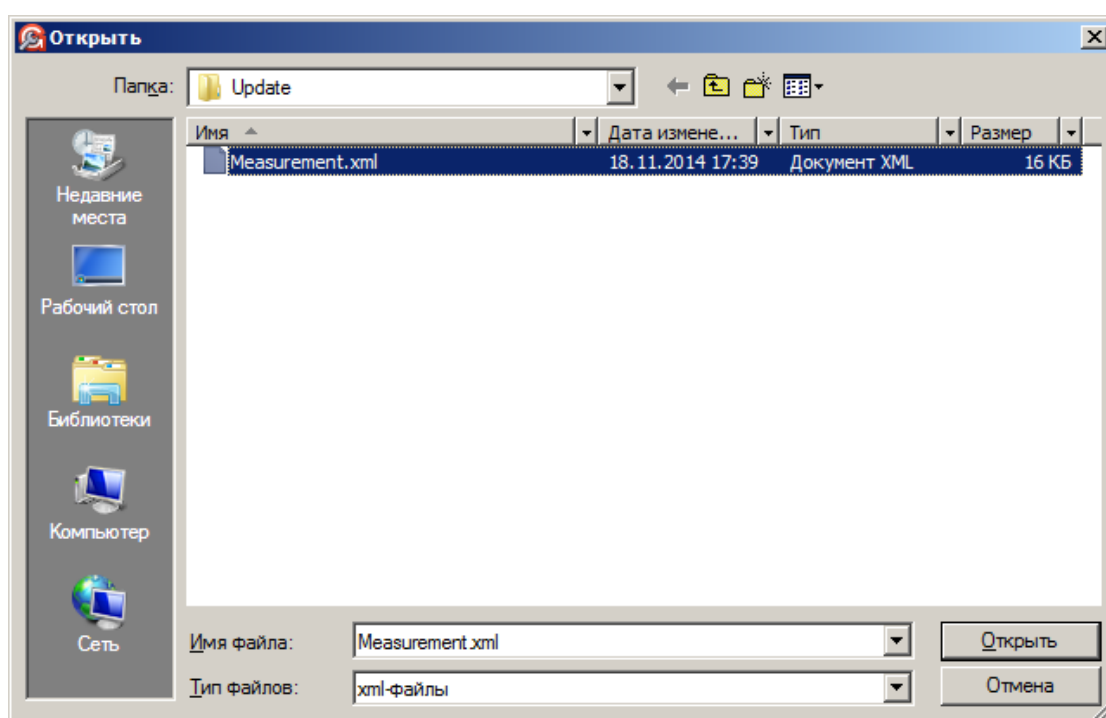 Открыть
Папка: Update
Имя Дата измене... Тип Размер
Measurement.xml 18.11.2014 17:39 Документ XML 16 КБ
Недавние
места
Рабочий стол
Библиотеки
Компьютер
Сеть
Имя файла: Measurement.xml Открыть
Тип файлов: xml-файлы Отмена